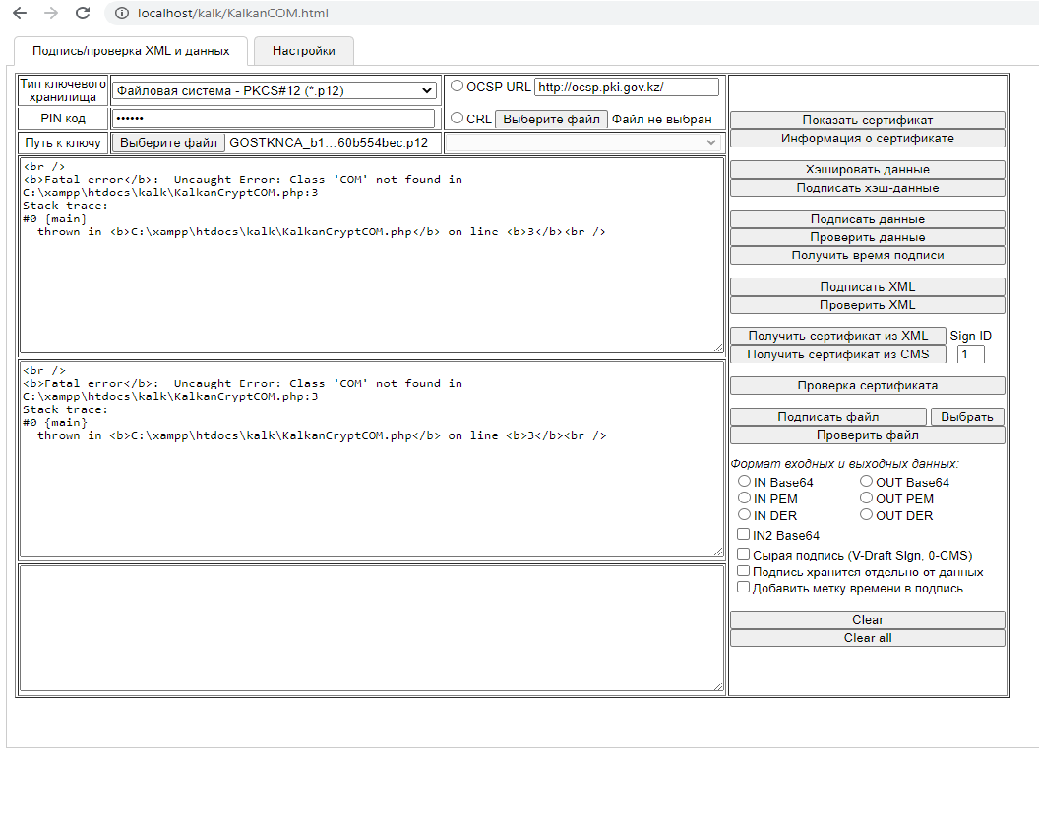 localhost/kalk/KalkanCOM.html
Подпись/проверка XML и данных
Настройки
Тип ключевого
хранилища
Файловая система - PKCS#12 (*.p12)
OCSP URL
http://ocsp.pki.gov.kz/
PIN код
••••••
CRL
Выберите файл
Файл не выбран
Путь к ключу
Выберите файл
GOSTKNCA_b1...60b554bec.p12
<br />
<b>Fatal error</b>:  Uncaught Error: Class 'COM' not found in
C:\xampp\htdocs\kalk\KalkanCryptCOM.php:3
Stack trace:
#0 {main}
  thrown in <b>C:\xampp\htdocs\kalk\KalkanCryptCOM.php</b> on line <b>3</b><br />
<br />
<b>Fatal error</b>:  Uncaught Error: Class 'COM' not found in
C:\xampp\htdocs\kalk\KalkanCryptCOM.php:3
Stack trace:
#0 {main}
  thrown in <b>C:\xampp\htdocs\kalk\KalkanCryptCOM.php</b> on line <b>3</b><br />
Показать сертификат
Информация о сертификате
Хэшировать данные
Подписать хэш-данные
Подписать данные
Проверить данные
Получить время подписи
Подписать XML
Проверить XML
Получить сертификат из XML
Sign ID
Получить сертификат из CMS
1
Проверка сертификата
Подписать файл
Выбрать
Проверить файл
Формат входных и выходных данных:
IN Base64
OUT Base64
IN PEM
OUT PEM
IN DER
OUT DER
IN2 Base64
Сырая подпись (V-Draft Sign, 0-CMS)
Подпись хранится отдельно от данных
Добавить метку времени в подпись
Clear
Clear all